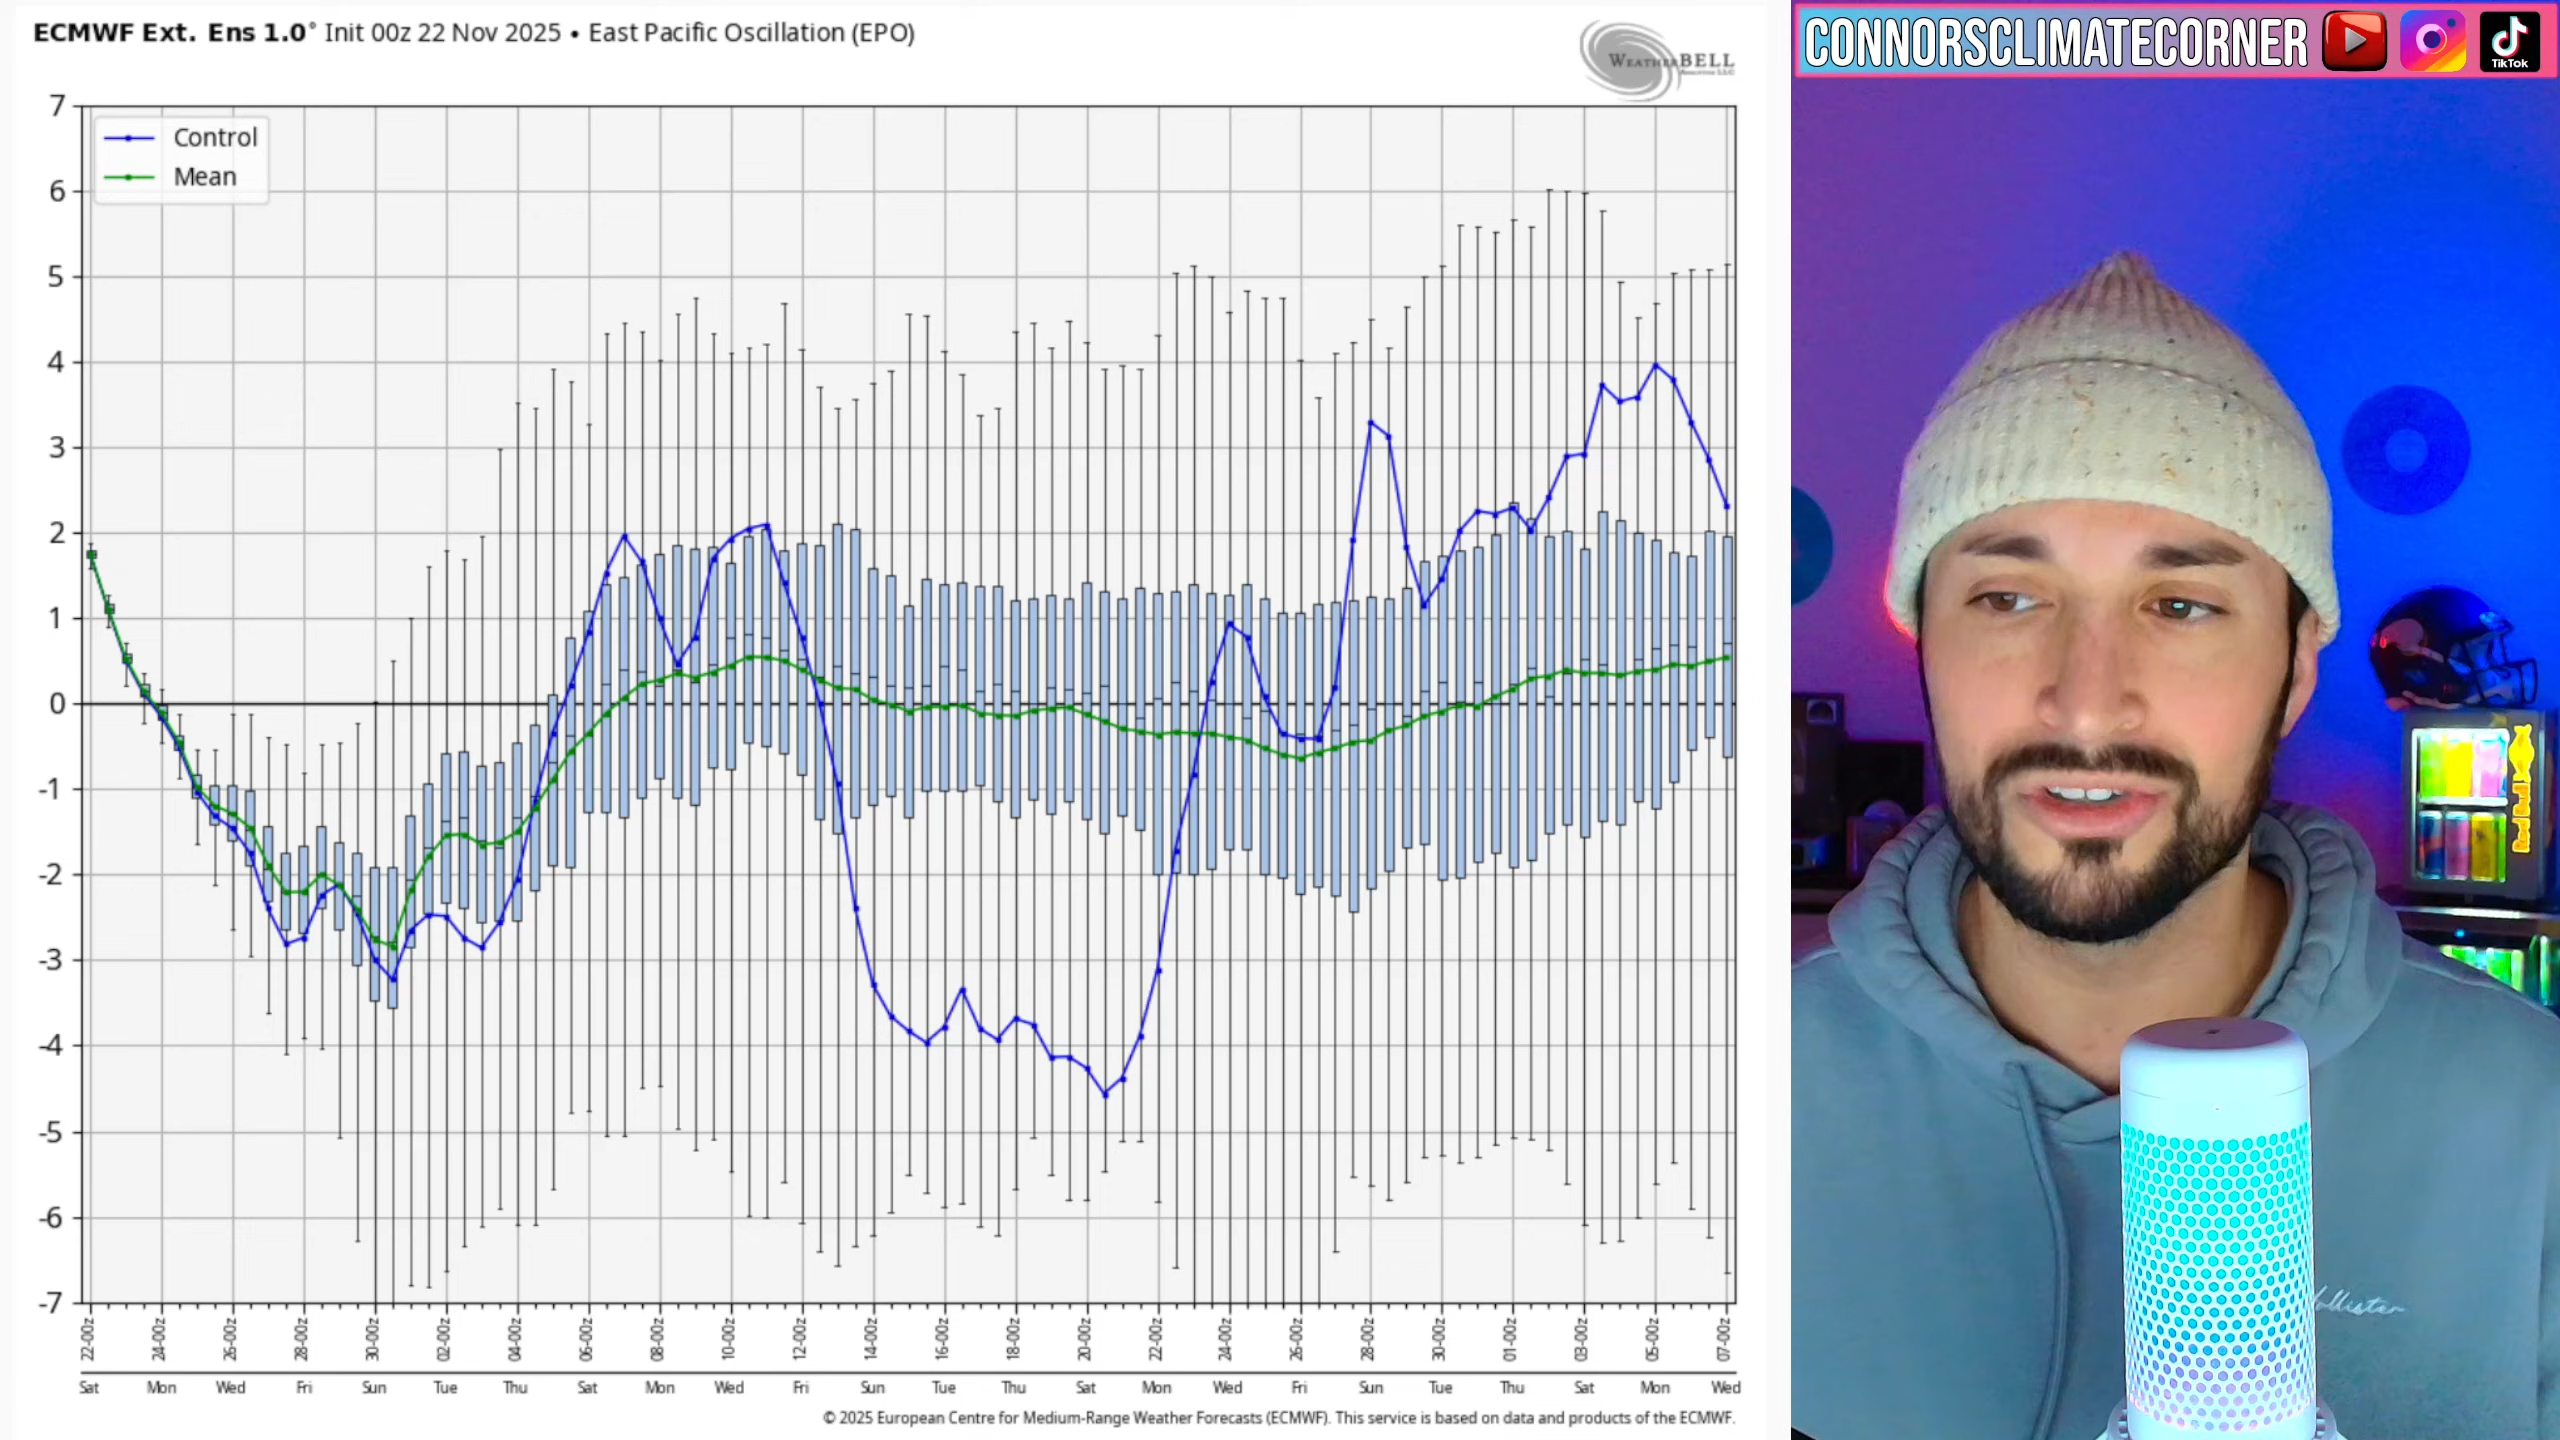 ECMWF Ext. Ens 1.0° Init 00z 22 Nov 2025 • East Pacific Oscillation (EPO)
WEATHERBELL
CONNORSCLIMATECORNER
TikTok
Control
Mean
7
6
5
4
3
2
1
0
-1
-2
-3
-4
-5
-6
-7
22-00z 24-00z 26-00z 28-00z 30-00z 02-00z 04-00z 06-00z 08-00z 10-00z 12-00z 14-00z 16-00z 18-00z 20-00z 22-00z 24-00z 26-00z 28-00z 30-00z 01-00z 03-00z 05-00z 07-00z
Sat Mon Wed Fri Sun Tue Thu Sat Mon Wed Fri Sun Tue Thu Sat Mon Wed Fri Sun Tue Thu Sat Mon Wed
© 2025 European Centre for Medium-Range Weather Forecasts (ECMWF). This service is based on data and products of the ECMWF.
Red Bull